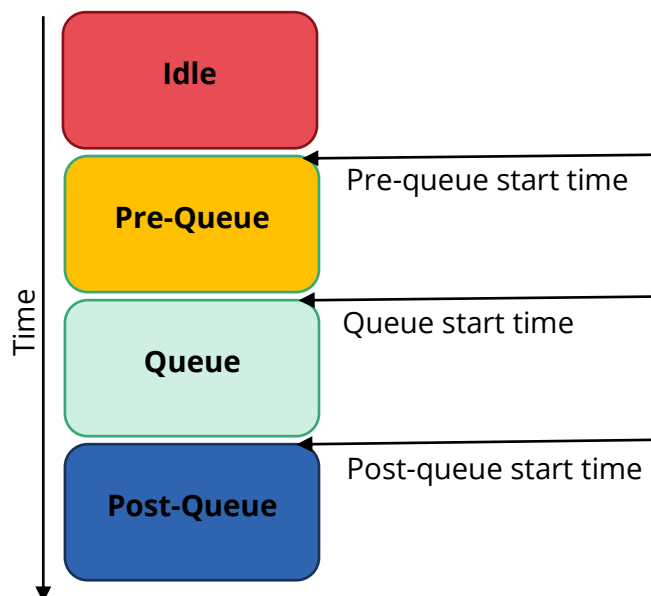 Idle
Pre-queue start time
Pre-Queue
Queue start time
Time
Queue
Post-queue start time
Post-Queue